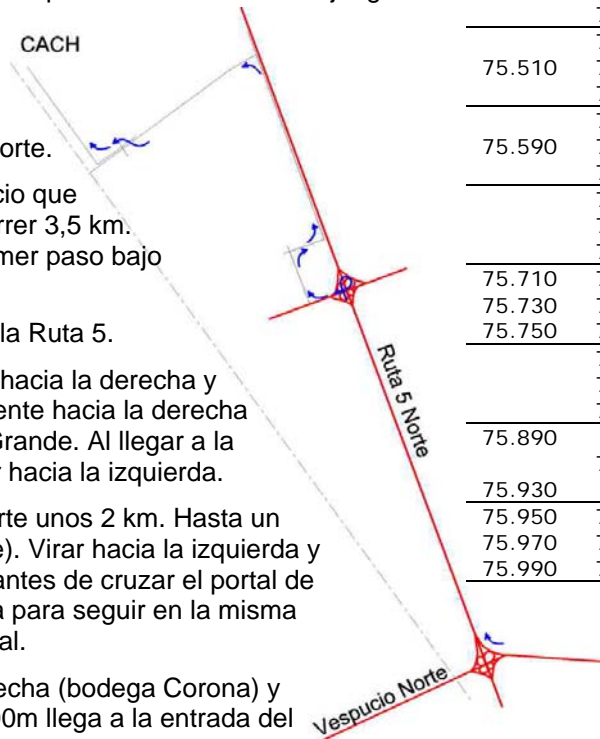 CACH
orte.
cio que
rrer 3,5 km.
mer paso bajo
la Ruta 5.
hacia la derecha y
ente hacia la derecha
Grande. Al llegar a la
r hacia la izquierda.
rte unos 2 km. Hasta un
e). Virar hacia la izquierda y
antes de cruzar el portal de
a para seguir en la misma
al.
echa (bodega Corona) y
00m llega a la entrada del
Ruta 5 Norte
Vespucio Norte
75.510
75.590
75.710
75.730
75.750
75.890
75.930
75.950
75.970
75.990